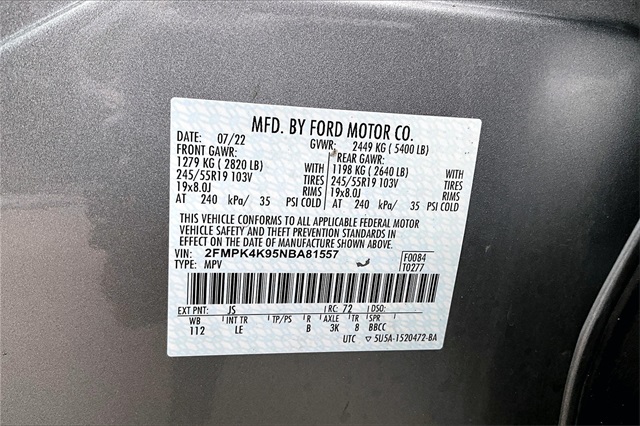 MFD. BY FORD MOTOR CO.
DATE: 07/22 GVWR: 2449 KG ( 5400 LB)
FRONT GAWR: REAR GAWR:
1279 KG ( 2820 LB) WITH 1198 KG ( 2640 LB) WITH
245/55R19 103V TIRES 245/55R19 103V TIRES
19x8.0J RIMS 19x8.0J RIMS
AT 240 kPa/ 35 PSI COLD AT 240 kPa/ 35 PSI COLD
THIS VEHICLE CONFORMS TO ALL APPLICABLE FEDERAL MOTOR
VEHICLE SAFETY AND THEFT PREVENTION STANDARDS IN
EFFECT ON THE DATE OF MANUFACTURE SHOWN ABOVE.
VIN: 2FMPK4K95NBA81557 F0084
TYPE: MPV T0277
EXT PNT: JS RC: 72 DSO:
WB INT TR TP/PS R AXLE TR SPR
112 LE B 3K 8 BBCC
UTC ▽ 5U5A-1520472-BA